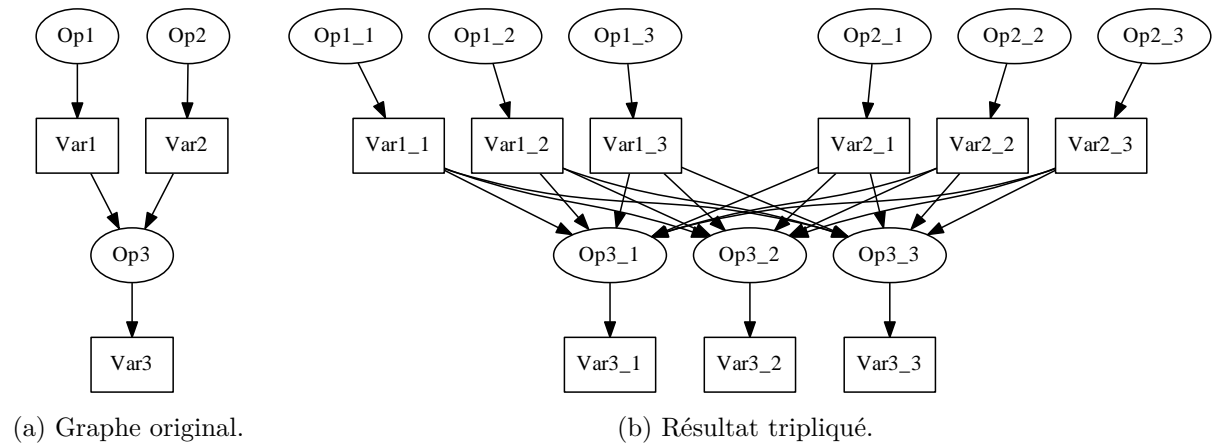 Op1 Op2 Op1_1 Op1_2 Op1_3 Op2_1 Op2_2 Op2_3
Var1 Var2 Var1_1 Var1_2 Var1_3 Var2_1 Var2_2 Var2_3
Op3 Op3_1 Op3_2 Op3_3
Var3 Var3_1 Var3_2 Var3_3
(a) Graphe original. (b) Résultat tripliqué.